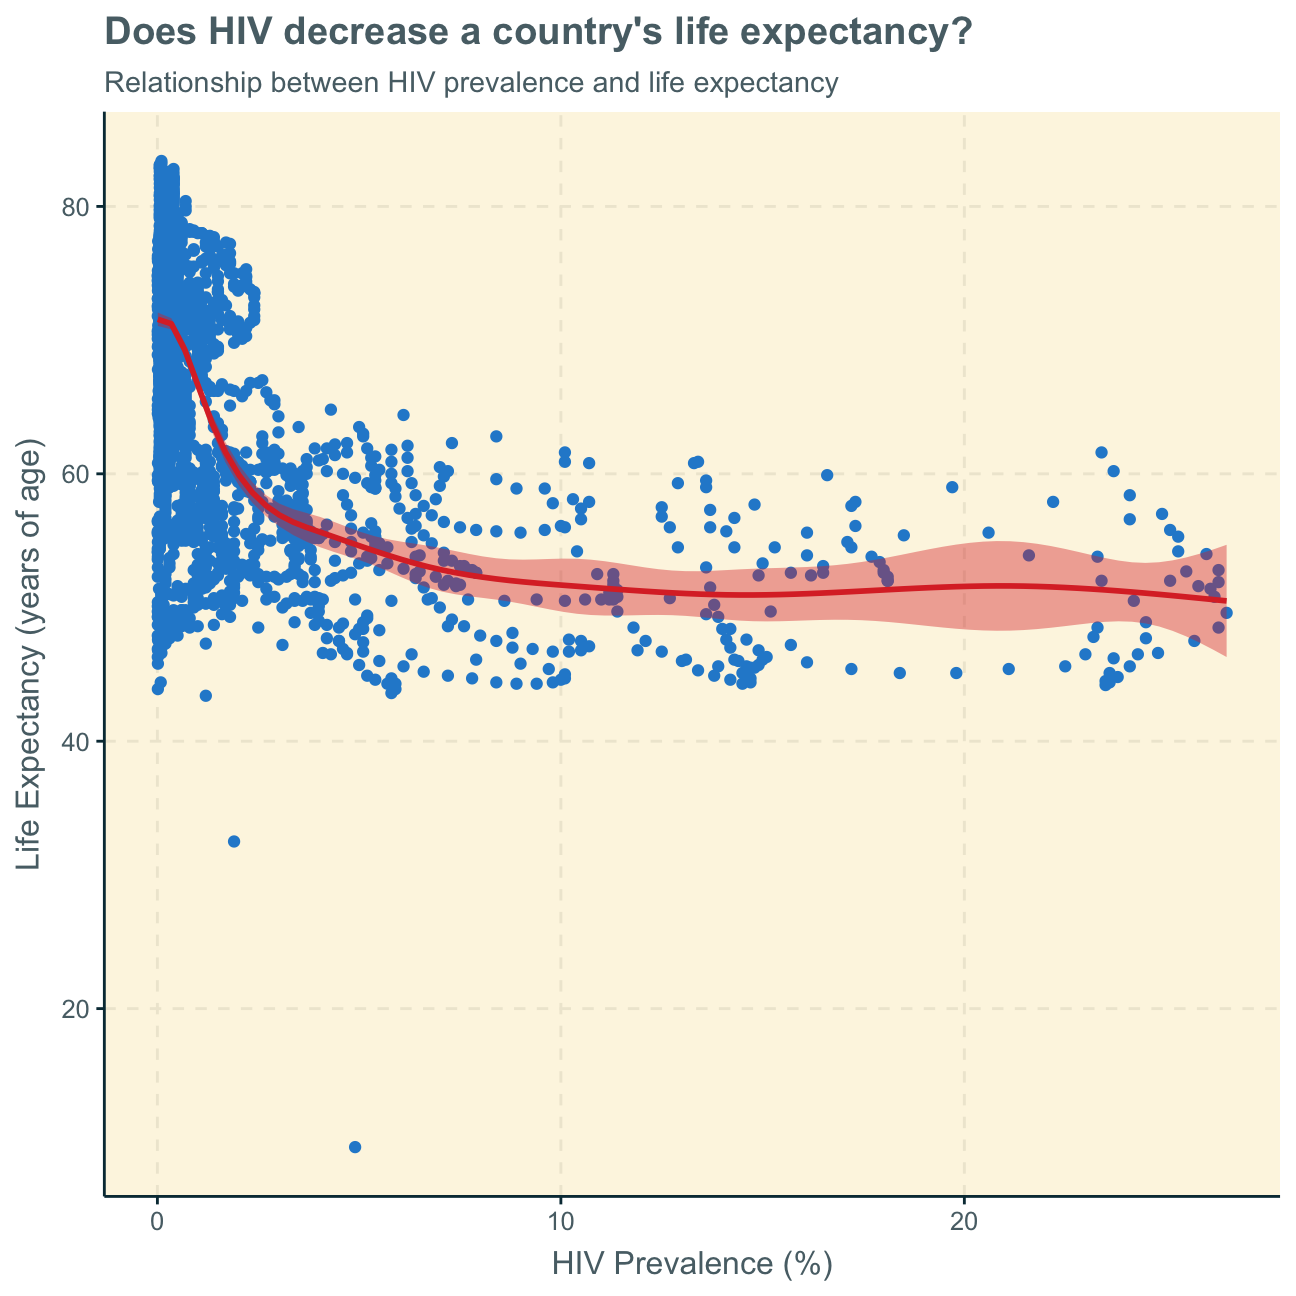 Does HIV decrease a country's life expectancy?
Relationship between HIV prevalence and life expectancy
Life Expectancy (years of age)
80
60
40
20
0 10 20
HIV Prevalence (%)